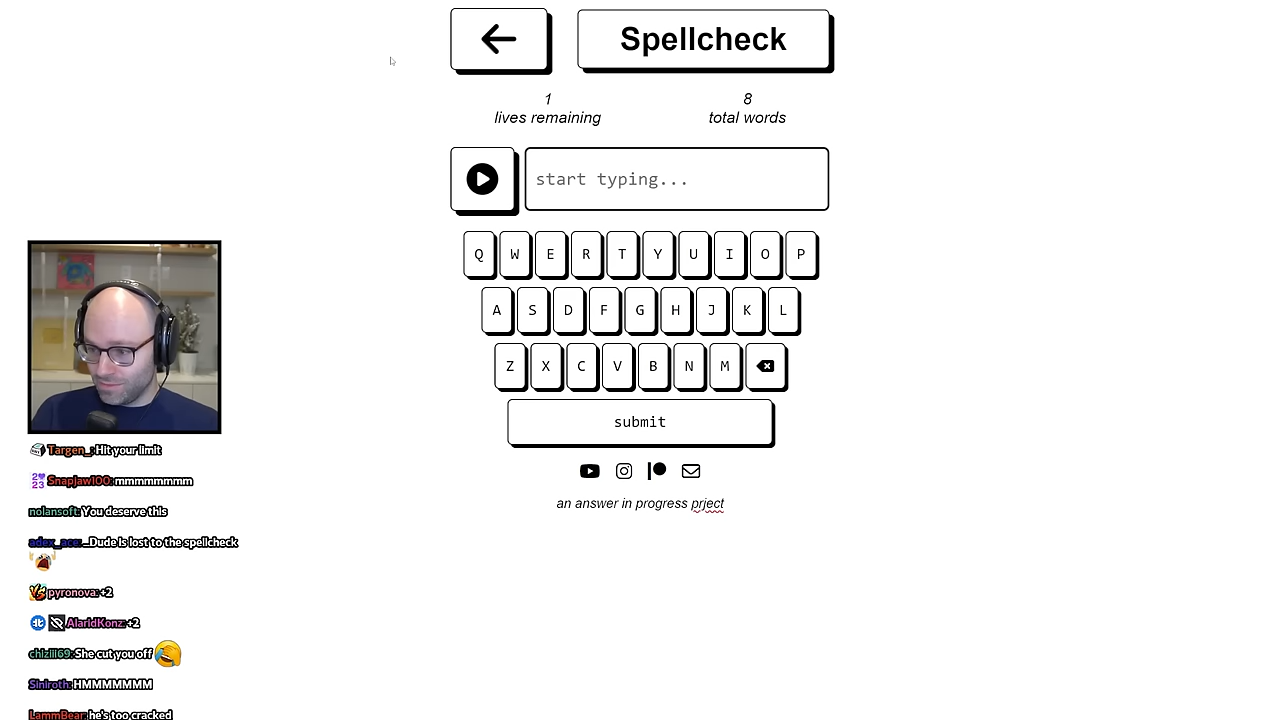 Spellcheck
1
lives remaining
8
total words
start typing...
Q W E R T Y U I O P
A S D F G H J K L
Z X C V B N M
submit
an answer in progress prject
Targen_: Hit your limit
Snapjaw100: mmmmmmmm
nolansoft: You deserve this
adex_ace: ...Dude is lost to the spellcheck
pyronova: +2
AlaridKonz: +2
chiziii69: She cut you off
Siniroth: HMMMMMMM
LammBear: he's too cracked